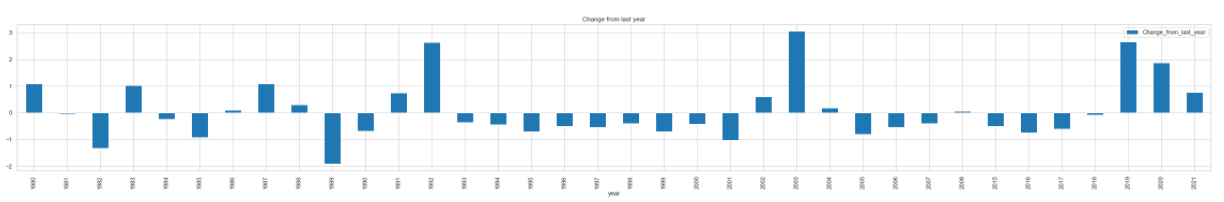 Change from last year
Change_from_last_year
3
2
1
0
−1
−2
1980 1981 1982 1983 1984 1985 1986 1987 1988 1989 1990 1991 1992 1993 1994 1995 1996 1997 1998 1999 2000 2001 2002 2003 2004 2005 2006 2007 2008 2015 2016 2017 2018 2019 2020 2021
year